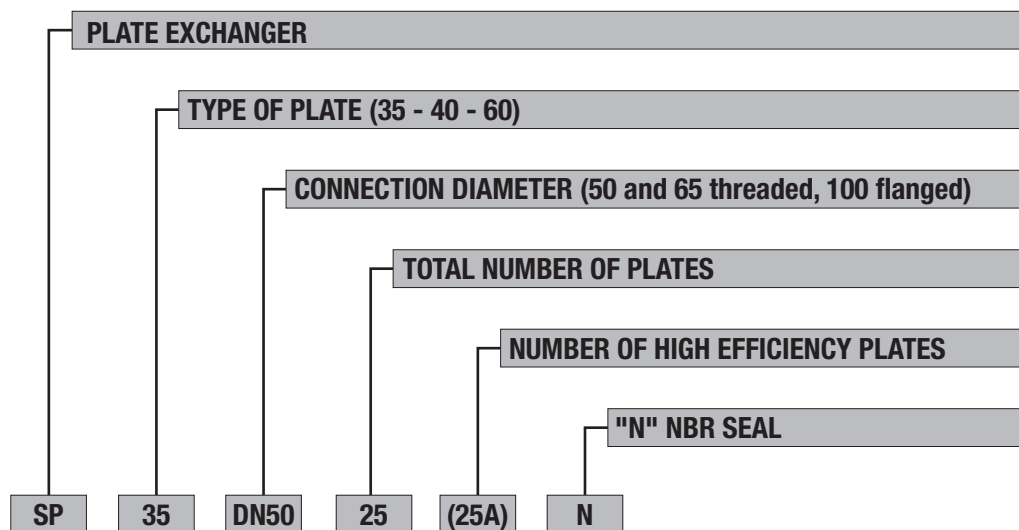 PLATE EXCHANGER
TYPE OF PLATE (35 - 40 - 60)
CONNECTION DIAMETER (50 and 65 threaded, 100 flanged)
TOTAL NUMBER OF PLATES
NUMBER OF HIGH EFFICIENCY PLATES
"N" NBR SEAL
SP 35 DN50 25 (25A) N